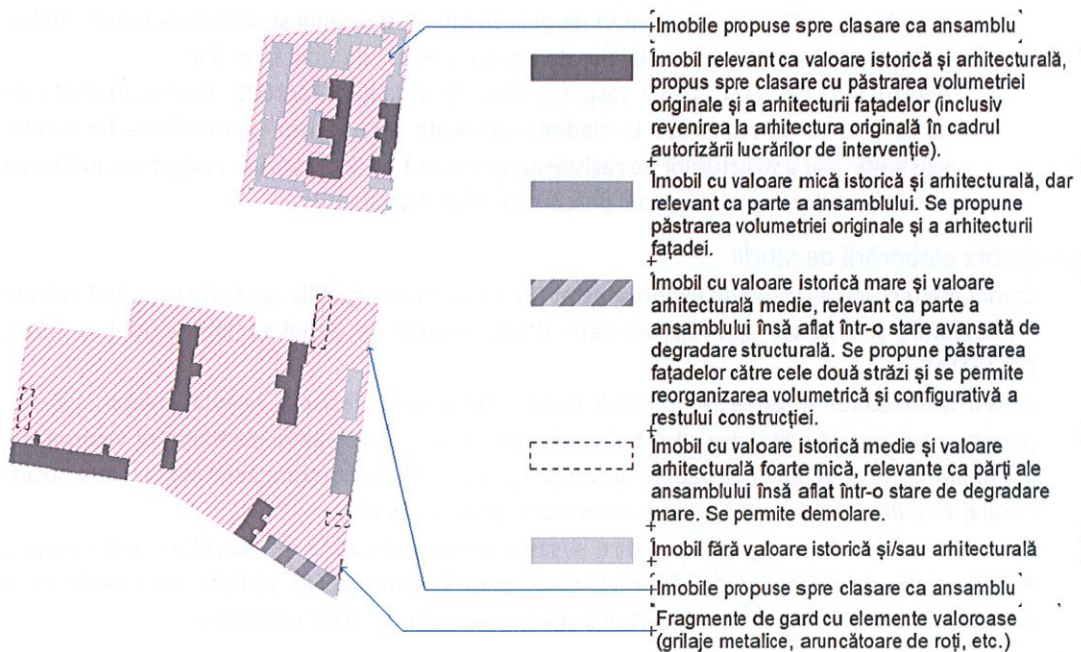 Imobile propuse spre clasare ca ansamblu
Imobil relevant ca valoare istorică și arhitecturală,
propus spre clasare cu păstrarea volumetriei
originale și a arhitecturii fațadelor (inclusiv
revenirea la arhitectura originală în cadrul
autorizării lucrărilor de intervenție).
Imobil cu valoare mică istorică și arhitecturală, dar
relevant ca parte a ansamblului. Se propune
păstrarea volumetriei originale și a arhitecturii
fațadei.
Imobil cu valoare istorică mare și valoare
arhitecturală medie, relevant ca parte a
ansamblului însă aflat într-o stare avansată de
degradare structurală. Se propune păstrarea
fațadelor către cele două străzi și se permite
reorganizarea volumetrică și configurativă a
restului construcției.
Imobil cu valoare istorică medie și valoare
arhitecturală foarte mică, relevante ca părți ale
ansamblului însă aflat într-o stare de degradare
mare. Se permite demolare.
Imobil fără valoare istorică și/sau arhitecturală
Imobile propuse spre clasare ca ansamblu
Fragmente de gard cu elemente valoroase
(grilaje metalice, aruncătoare de roți, etc.)